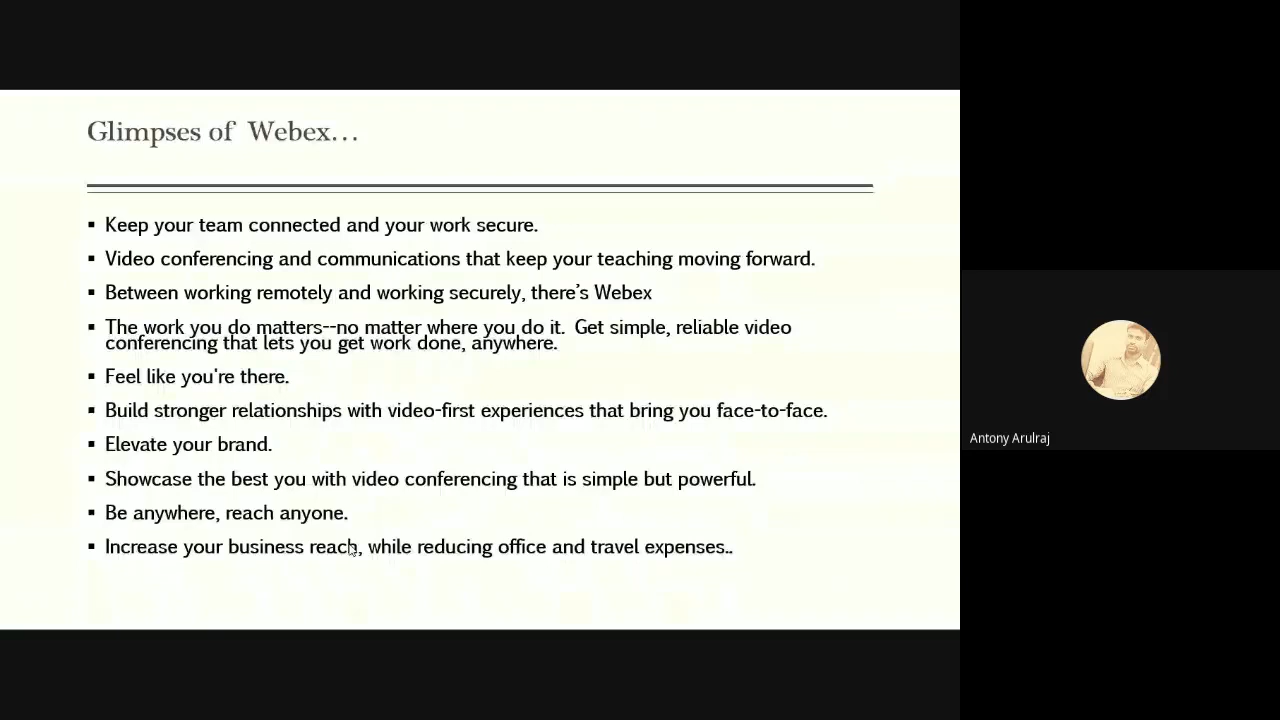 Glimpses of Webex...
▪ Keep your team connected and your work secure.
▪ Video conferencing and communications that keep your teaching moving forward.
▪ Between working remotely and working securely, there's Webex
▪ The work you do matters--no matter where you do it. Get simple, reliable video
conferencing that lets you get work done, anywhere.
▪ Feel like you're there.
▪ Build stronger relationships with video-first experiences that bring you face-to-face.
▪ Elevate your brand.
▪ Showcase the best you with video conferencing that is simple but powerful.
▪ Be anywhere, reach anyone.
▪ Increase your business reach, while reducing office and travel expenses..
Antony Arulraj